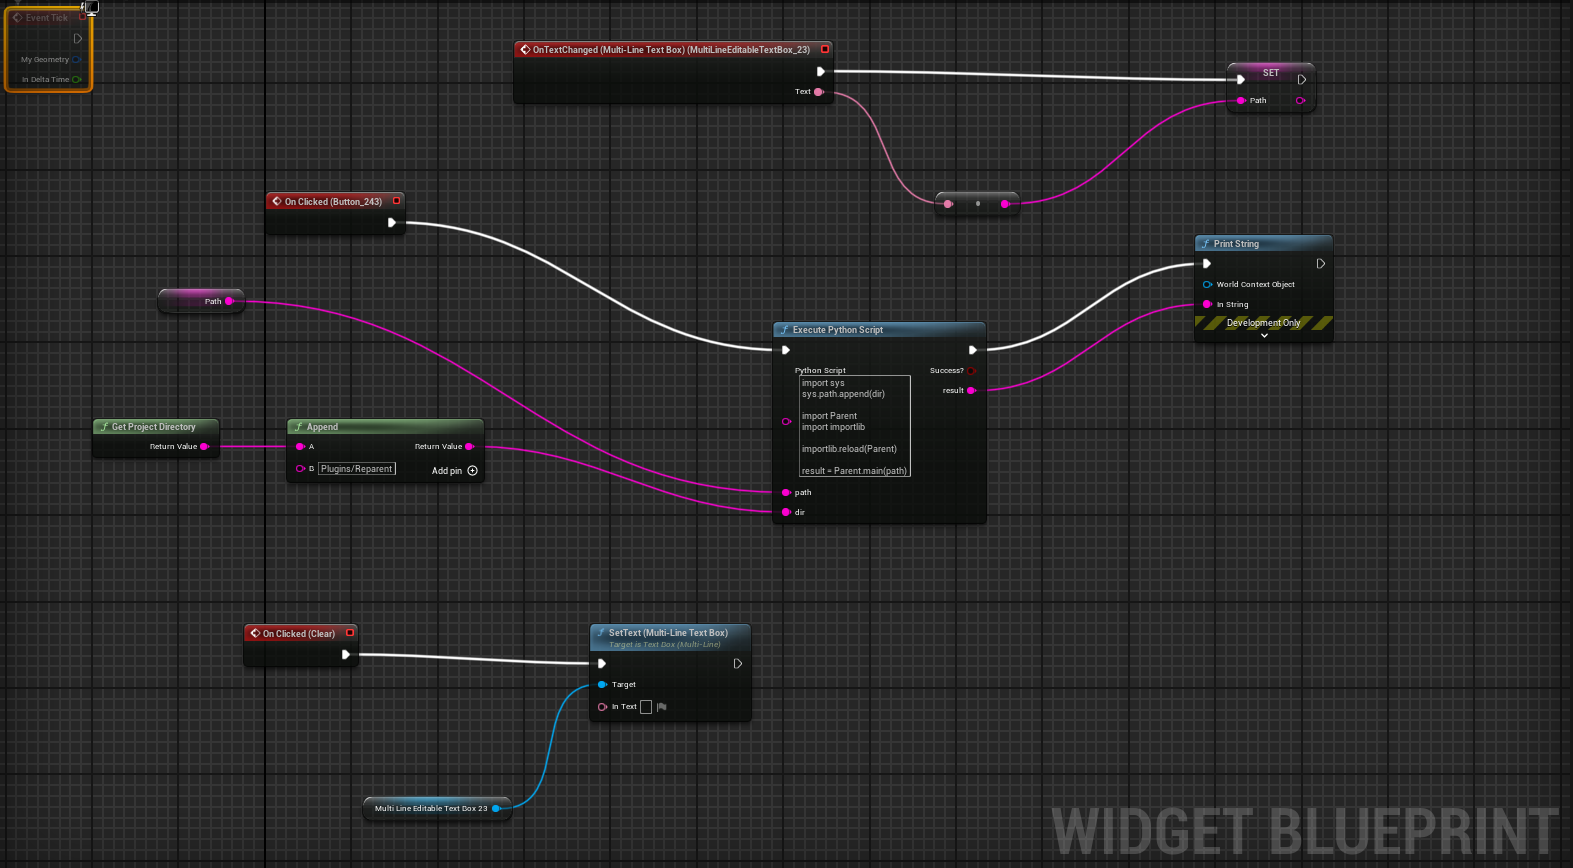 Event Tick
My Geometry
In Delta Time
OnTextChanged (Multi-Line Text Box) (MultiLineEditableTextBox_23)
Text
SET
Path
On Clicked (Button_243)
Path
Print String
World Context Object
In String
Development Only
Execute Python Script
Python Script
import sys
sys.path.append(dir)
import Parent
import importlib
importlib.reload(Parent)
result = Parent.main(path)
Success?
result
path
dir
Get Project Directory
Return Value
Append
A
Return Value
B Plugins/Reparent
Add pin
On Clicked (Clear)
SetText (Multi-Line Text Box)
Target is Text Box (Multi-Line)
Target
In Text
Multi Line Editable Text Box 23
WIDGET BLUEPRINT